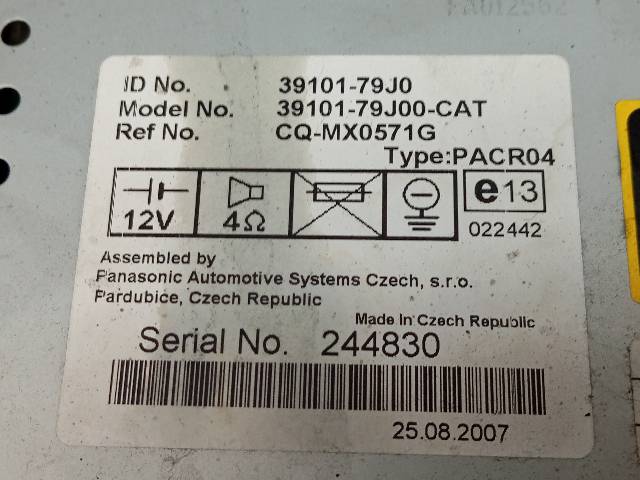 ID No. 39101-79J0
Model No. 39101-79J00-CAT
Ref No. CQ-MX0571G
Type:PACR04
12V 4Ω e13
022442
Assembled by
Panasonic Automotive Systems Czech, s.r.o.
Pardubice, Czech Republic
Made in Czech Republic
Serial No. 244830
25.08.2007